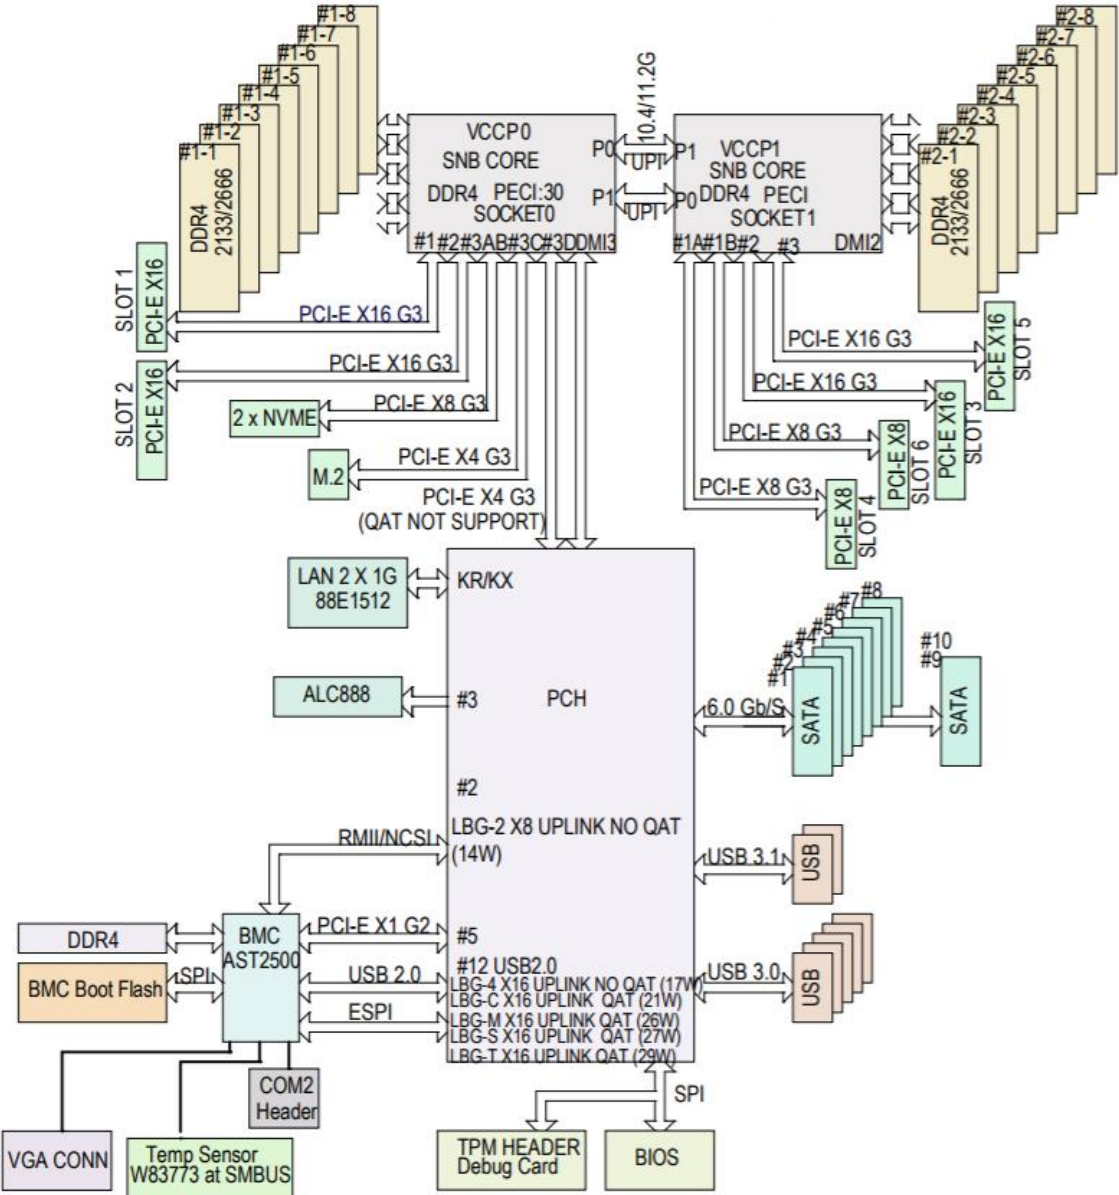 #1-8
#1-7
#1-6
#1-5
#1-4
#1-3
#1-2
#1-1
DDR4
2133/2666
#2-8
#2-7
#2-6
#2-5
#2-4
#2-3
#2-2
#2-1
DDR4
2133/2666
VCCP0
SNB CORE
DDR4 PECI:30
SOCKET0
P0
P1
#1#2#3AB#3C#3DDMI3
10.4/11.2G
UPI
UPI
P1
P0
VCCP1
SNB CORE
DDR4 PECI
SOCKET1
#1A#1B#2 #3 DMI2
SLOT 1
PCI-E X16
PCI-E X16 G3
SLOT 2
PCI-E X16
PCI-E X16 G3
2 x NVME
PCI-E X8 G3
M.2
PCI-E X4 G3
PCI-E X4 G3
(QAT NOT SUPPORT)
PCI-E X16 G3
PCI-E X16
SLOT 5
PCI-E X16 G3
PCI-E X16
SLOT 3
PCI-E X8 G3
PCI-E X8
SLOT 6
PCI-E X8 G3
PCI-E X8
SLOT 4
LAN 2 X 1G
88E1512
KR/KX
ALC888
#3
PCH
#2
LBG-2 X8 UPLINK NO QAT
(14W)
RMII/NCSI
6.0 Gb/S
#8
#7
#6
#5
#4
#3
#2
#1
SATA
#10
#9
SATA
USB 3.1
USB
USB 3.0
USB
DDR4
BMC
AST2500
PCI-E X1 G2
#5
BMC Boot Flash
SPI
USB 2.0
#12 USB2.0
LBG-4 X16 UPLINK NO QAT (17W)
LBG-C X16 UPLINK QAT (21W)
ESPI
LBG-M X16 UPLINK QAT (26W)
LBG-S X16 UPLINK QAT (27W)
LBG-T X16 UPLINK QAT (29W)
COM2
Header
VGA CONN
Temp Sensor
W83773 at SMBUS
SPI
TPM HEADER
Debug Card
BIOS